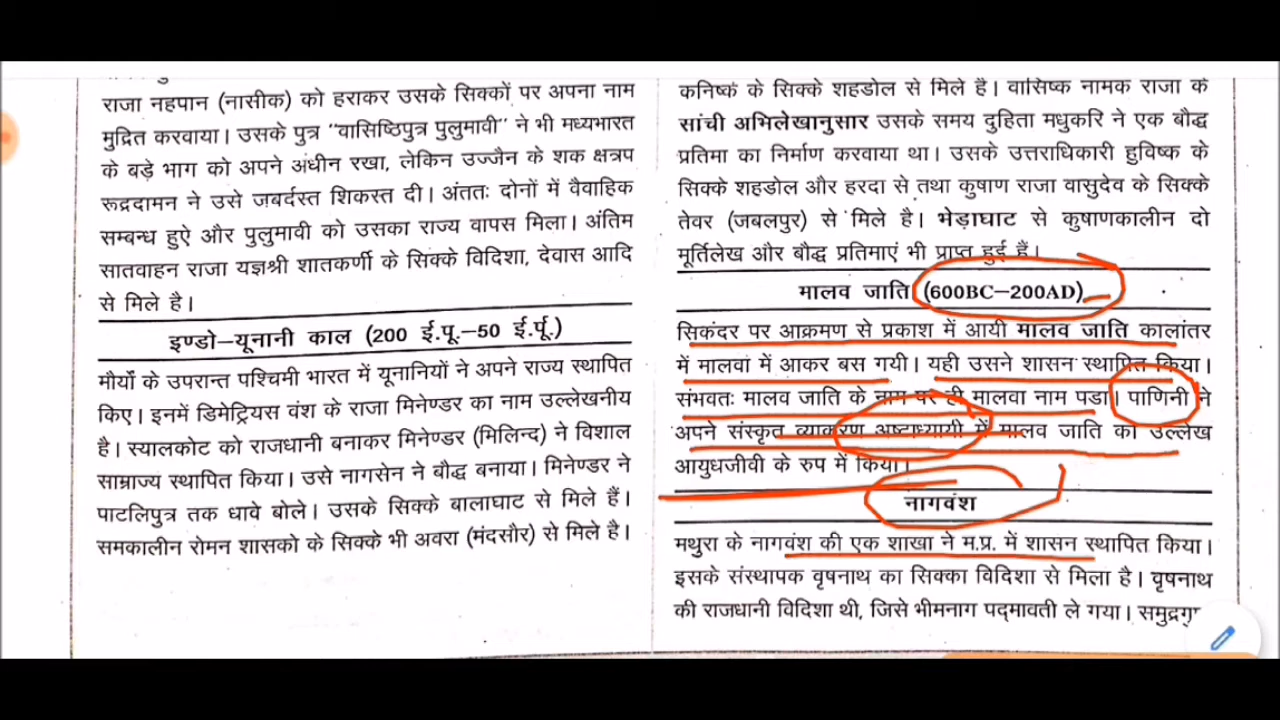 राजा नहपान (नासीक) को हराकर उसके सिक्कों पर अपना नाम
मुद्रित करवाया। उसके पुत्र "वासिष्ठिपुत्र पुलुमावी" ने भी मध्यभारत
के बड़े भाग को अपने अधीन रखा, लेकिन उज्जैन के शक क्षत्रप
रूद्रदामन ने उसे ज़बर्दस्त शिकस्त दी। अंततः दोनों में वैवाहिक
सम्बन्ध हुऐ और पुलुमावी को उसका राज्य वापस मिला। अंतिम
सातवाहन राजा यज्ञश्री शातकर्णी के सिक्के विदिशा, देवास आदि
से मिले है।
इण्डो–यूनानी काल (200 ई.पू.–50 ई.पूं.)
मौर्यों के उपरान्त पश्चिमी भारत में यूनानियों ने अपने राज्य स्थापित
किए। इनमें डिमेट्रियस वंश के राजा मिनेण्डर का नाम उल्लेखनीय
है। स्यालकोट को राजधानी बनाकर मिनेण्डर (मिलिन्द) ने विशाल
साम्राज्य स्थापित किया। उसे नागसेन ने बौद्ध बनाया। मिनेण्डर ने
पाटलिपुत्र तक धावे बोले। उसके सिक्के बालाघाट से मिले हैं।
समकालीन रोमन शासको के सिक्के भी अवरा (मंदसौर) से मिले है।
कनिष्क के सिक्के शहडोल से मिले है। वासिष्क नामक राजा के
सांची अभिलेखानुसार उसके समय दुहिता मधुकरि ने एक बौद्ध
प्रतिमा का निर्माण करवाया था। उसके उत्तराधिकारी हुविष्क के
सिक्के शहडोल और हरदा से तथा कुषाण राजा वासुदेव के सिक्के
तेवर (जबलपुर) से मिले है। भेड़ाघाट से कुषाणकालीन दो
मूर्तिलेख और बौद्ध प्रतिमाएं भी प्राप्त हुई हैं।
मालव जाति (600BC–200AD)
सिकंदर पर आक्रमण से प्रकाश में आयी मालव जाति कालांतर
में मालवा में आकर बस गयी। यही उसने शासन स्थापित किया।
संभवतः मालव जाति के नाम पर ही मालवा नाम पडा। पाणिनी ने
अपने संस्कृत व्याकरण अष्टाध्यायी में मालव जाति का उल्लेख
आयुधजीवी के रुप में किया।
नागवंश
मथुरा के नागवंश की एक शाखा ने म.प्र. में शासन स्थापित किया।
इसके संस्थापक वृषनाथ का सिक्का विदिशा से मिला है। वृषनाथ
की राजधानी विदिशा थी, जिसे भीमनाग पद्मावती ले गया।